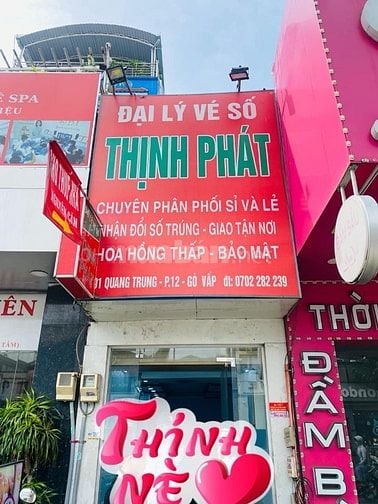 SPA
ĐẠI LÝ VÉ SỐ
THỊNH PHÁT
CHUYÊN PHÂN PHỐI SỈ VÀ LẺ
NHẬN ĐỔI SỐ TRÚNG - GIAO TẬN NƠI
HOA HỒNG THẤP - BẢO MẬT
QUANG TRUNG - P.12 - GÒ VẤP đt: 0702 282 239
THỊNH
NÈ
ĐẦM B